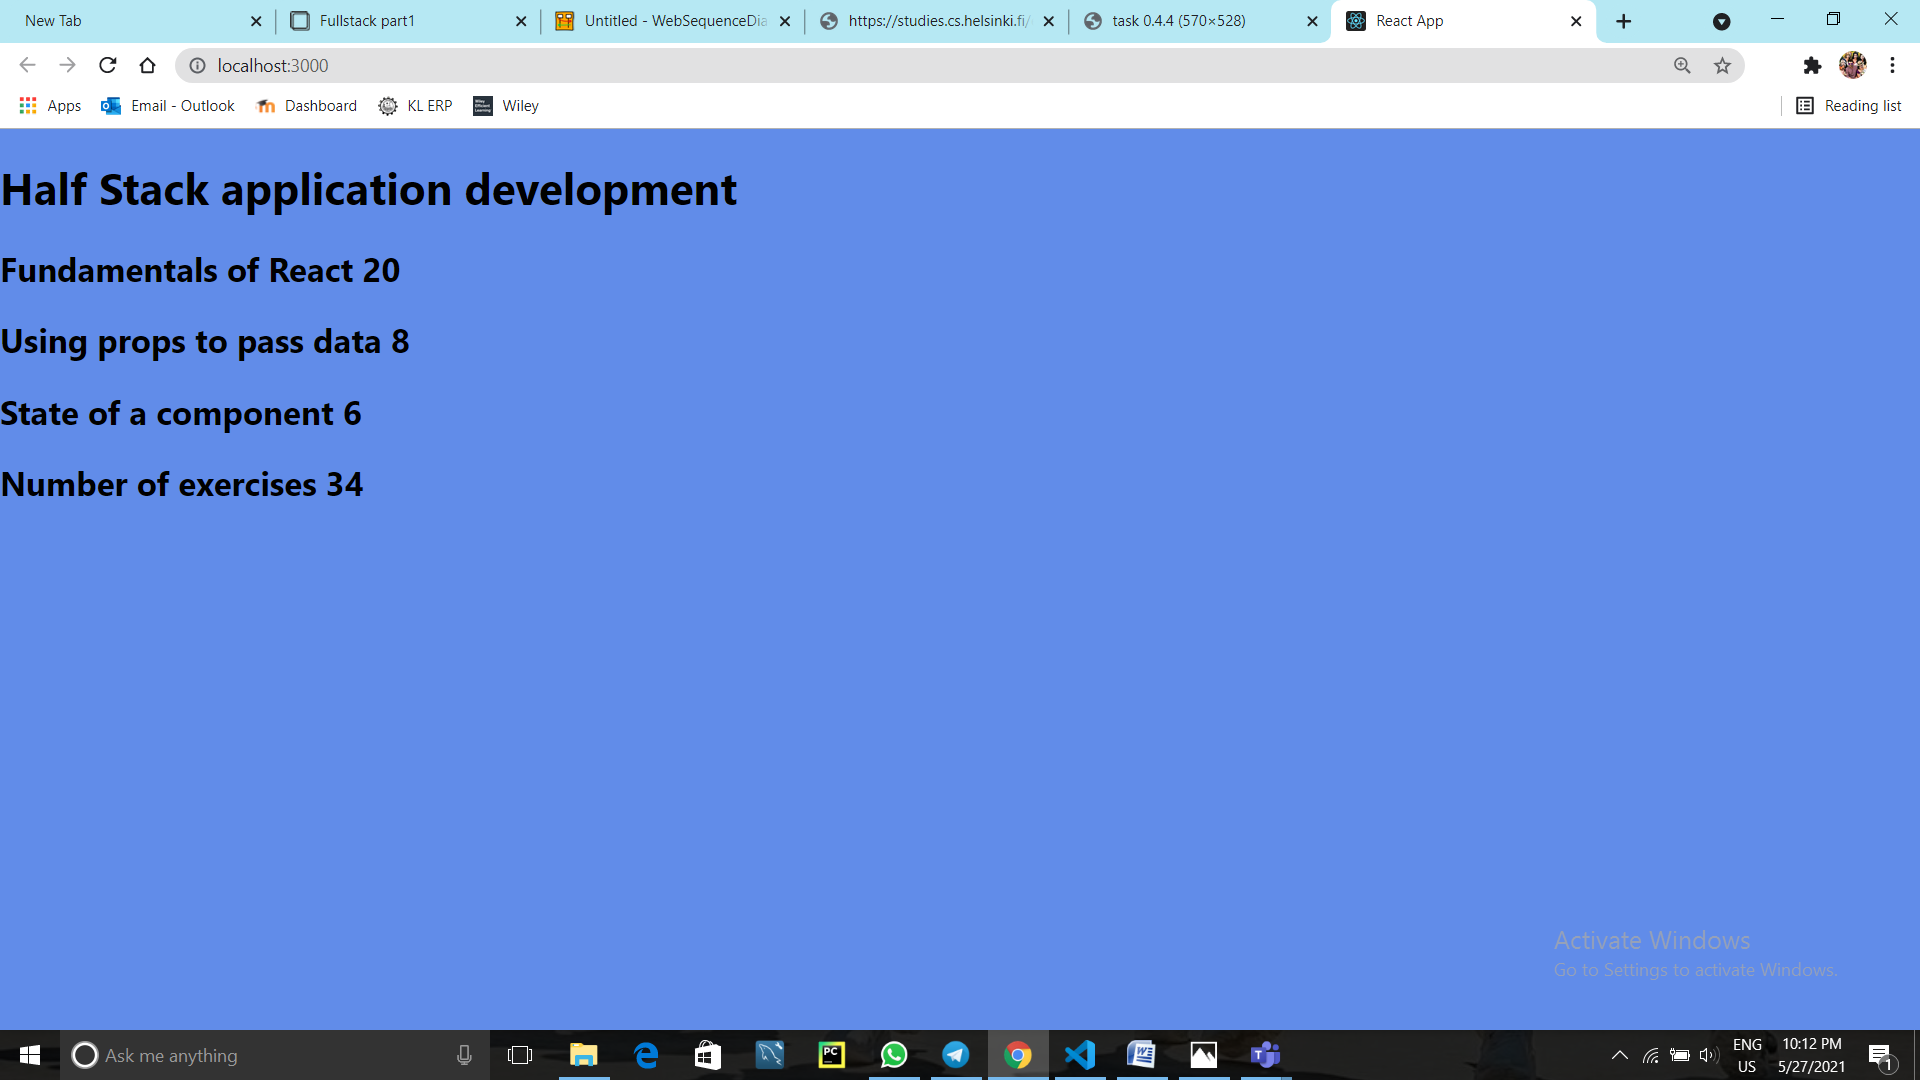 New Tab
Fullstack part1
Untitled - WebSequenceDia
https://studies.cs.helsinki.fi/
task 0.4.4 (570×528)
React App
localhost:3000
Apps
Email - Outlook
Dashboard
KL ERP
Wiley
Reading list
Half Stack application development
Fundamentals of React 20
Using props to pass data 8
State of a component 6
Number of exercises 34
Activate Windows
Go to Settings to activate Windows.
Ask me anything
PC
ENG
US
10:12 PM
5/27/2021
1